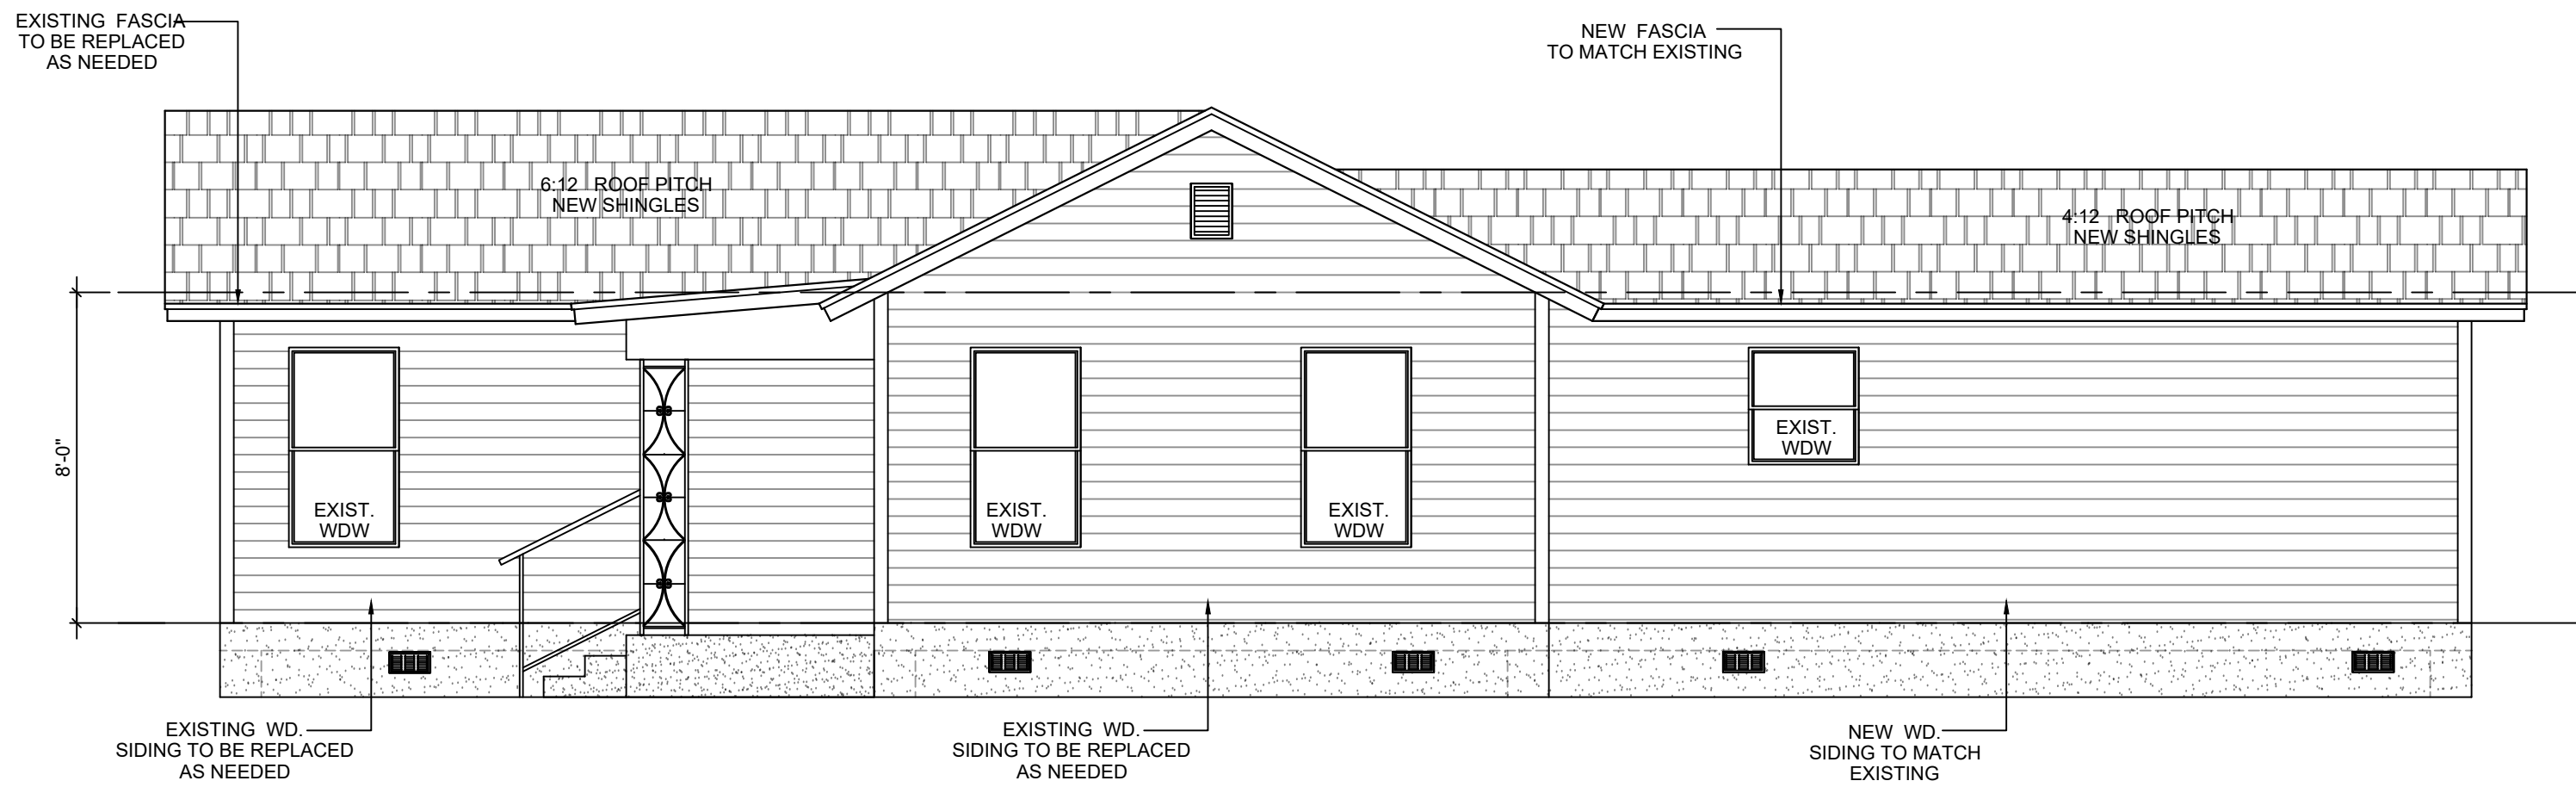 EXISTING FASCIA
TO BE REPLACED
AS NEEDED
NEW FASCIA
TO MATCH EXISTING
6:12 ROOF PITCH
NEW SHINGLES
4:12 ROOF PITCH
NEW SHINGLES
8'-0"
EXIST.
WDW
EXIST.
WDW
EXIST.
WDW
EXIST.
WDW
EXISTING WD.
SIDING TO BE REPLACED
AS NEEDED
EXISTING WD.
SIDING TO BE REPLACED
AS NEEDED
NEW WD.
SIDING TO MATCH
EXISTING